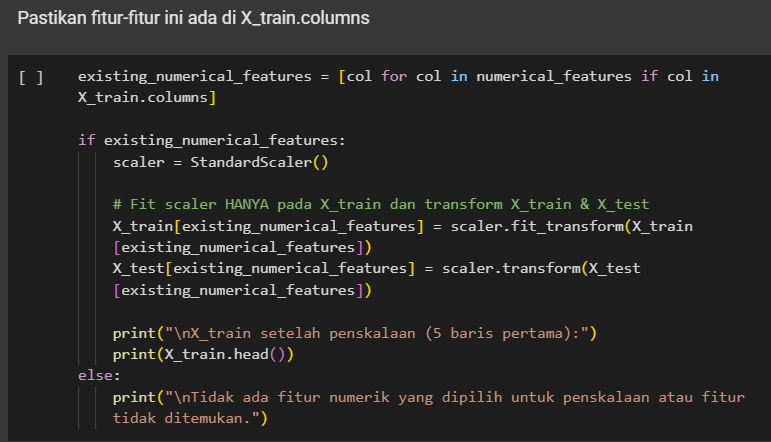 Pastikan fitur-fitur ini ada di X_train.columns
[ ] existing_numerical_features = [col for col in numerical_features if col in
X_train.columns]
if existing_numerical_features:
scaler = StandardScaler()
# Fit scaler HANYA pada X_train dan transform X_train & X_test
X_train[existing_numerical_features] = scaler.fit_transform(X_train
[existing_numerical_features])
X_test[existing_numerical_features] = scaler.transform(X_test
[existing_numerical_features])
print("\nX_train setelah penskalaan (5 baris pertama):")
print(X_train.head())
else:
print("\nTidak ada fitur numerik yang dipilih untuk penskalaan atau fitur
tidak ditemukan.")